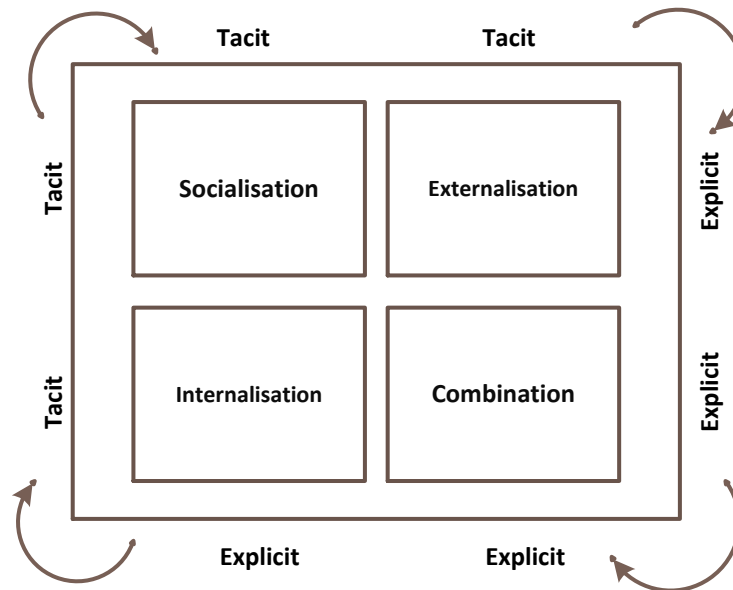 Tacit
Tacit
Tacit
Socialisation
Externalisation
Explicit
Tacit
Internalisation
Combination
Explicit
Explicit
Explicit